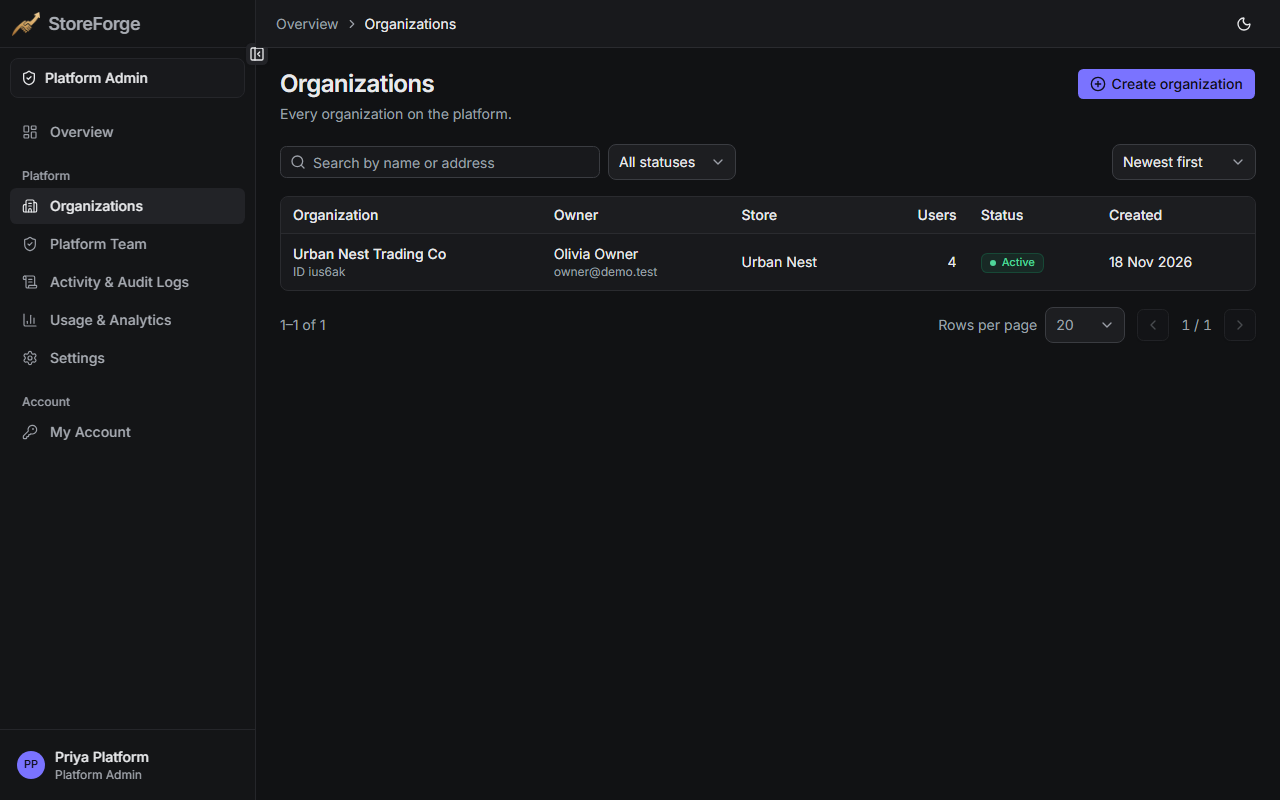 StoreForge
Overview > Organizations
Platform Admin
Overview
Platform
Organizations
Platform Team
Activity & Audit Logs
Usage & Analytics
Settings
Account
My Account
PP
Priya Platform
Platform Admin
Organizations
Create organization
Every organization on the platform.
Search by name or address
All statuses
Newest first
Organization Owner Store Users Status Created
Urban Nest Trading Co Olivia Owner Urban Nest 4 Active 18 Nov 2026
ID ius6ak owner@demo.test
1–1 of 1
Rows per page 20 1 / 1